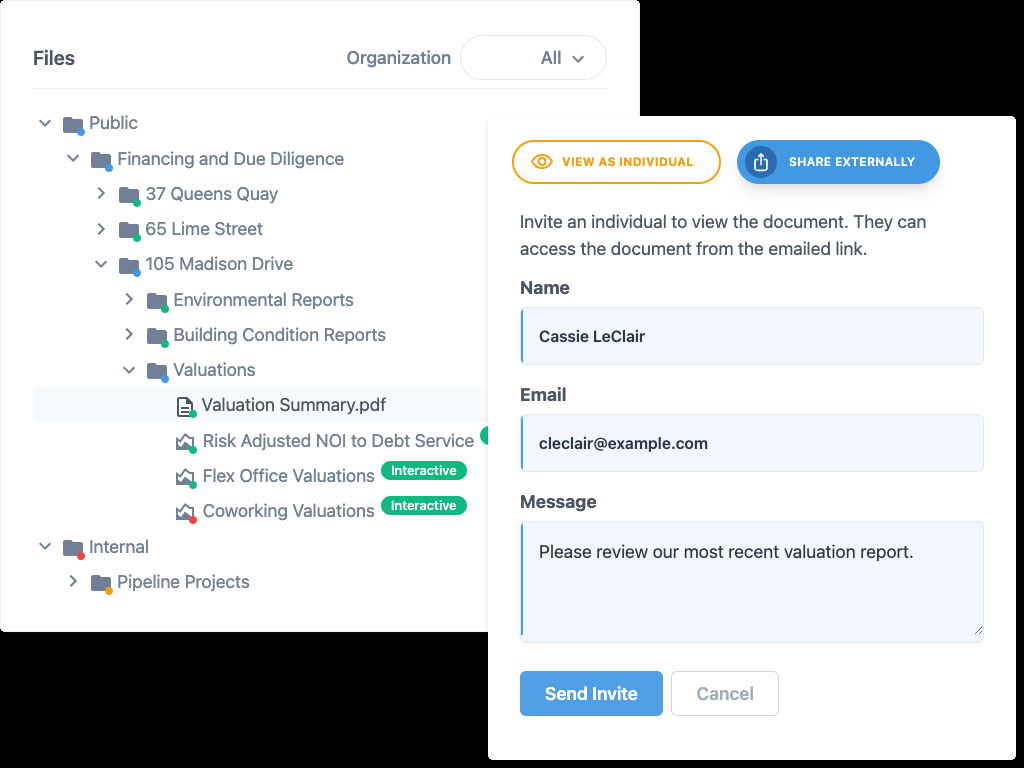 Files
Organization
All
Public
Financing and Due Diligence
37 Queens Quay
65 Lime Street
105 Madison Drive
Environmental Reports
Building Condition Reports
Valuations
Valuation Summary.pdf
Risk Adjusted NOI to Debt Service
Flex Office Valuations Interactive
Coworking Valuations Interactive
Internal
Pipeline Projects
VIEW AS INDIVIDUAL
SHARE EXTERNALLY
Invite an individual to view the document. They can
access the document from the emailed link.
Name
Cassie LeClair
Email
cleclair@example.com
Message
Please review our most recent valuation report.
Send Invite
Cancel